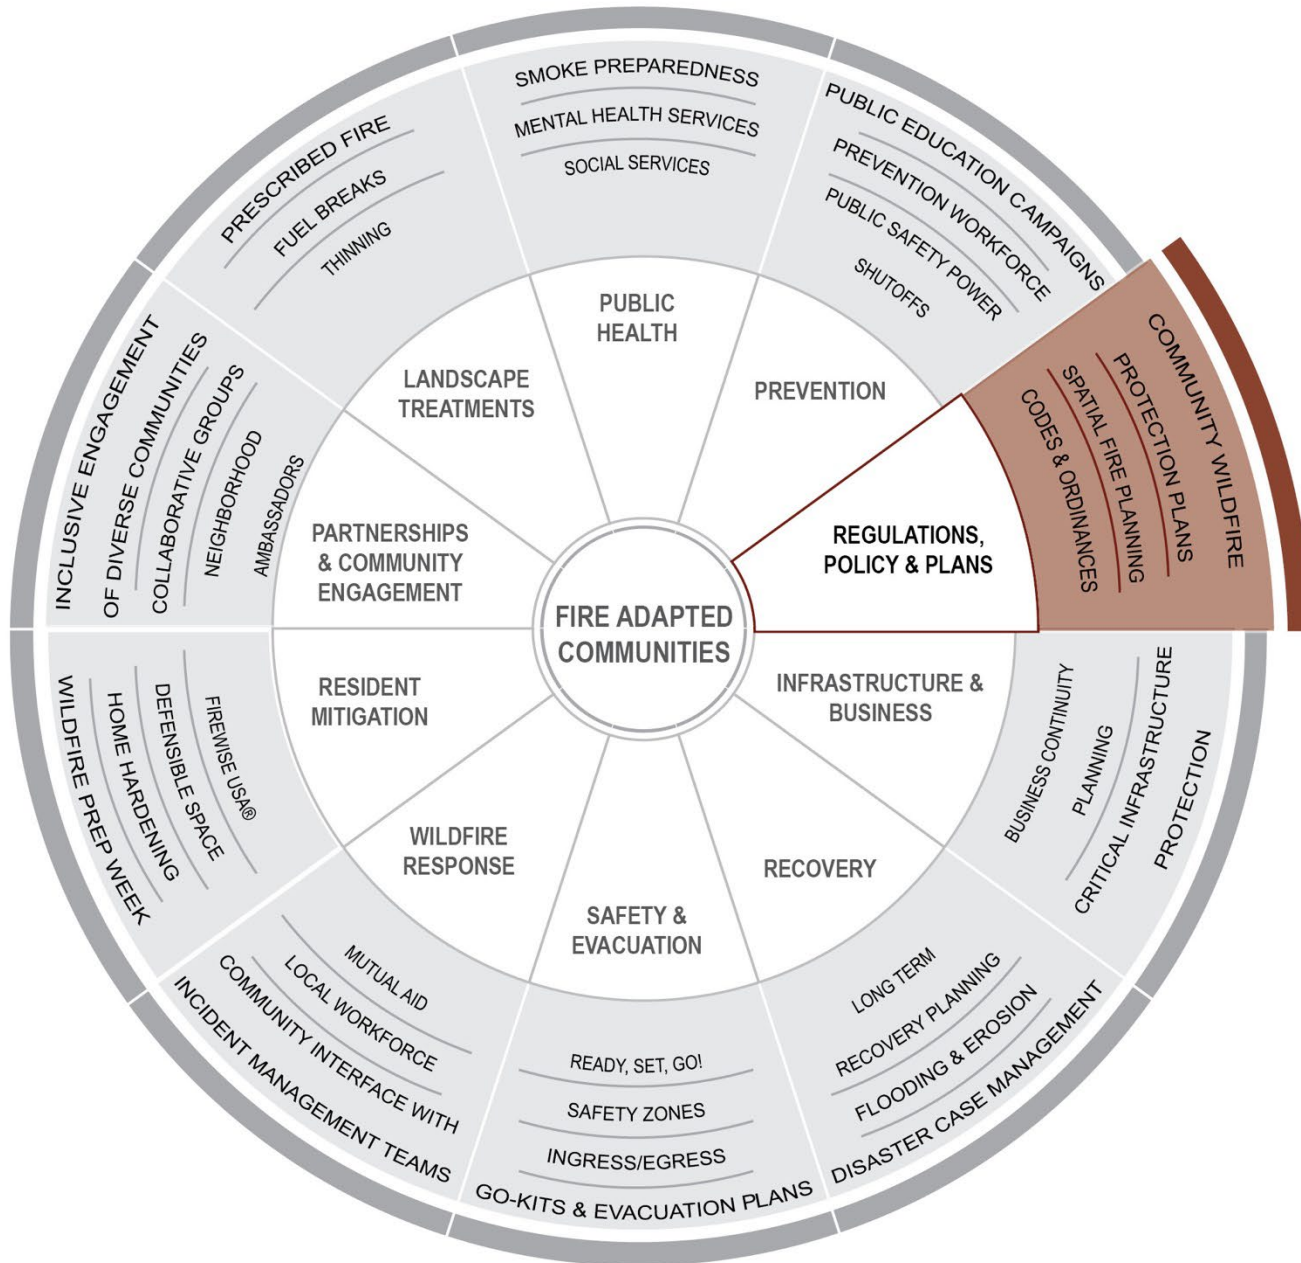 SMOKE PREPAREDNESS
MENTAL HEALTH SERVICES
SOCIAL SERVICES
PUBLIC
HEALTH
PUBLIC EDUCATION CAMPAIGNS
PREVENTION WORKFORCE
PUBLIC SAFETY POWER
SHUTOFFS
PREVENTION
COMMUNITY WILDFIRE
PROTECTION PLANS
SPATIAL FIRE PLANNING
CODES & ORDINANCES
REGULATIONS,
POLICY & PLANS
INFRASTRUCTURE &
BUSINESS
BUSINESS CONTINUITY
PLANNING
CRITICAL INFRASTRUCTURE
PROTECTION
RECOVERY
LONG TERM
RECOVERY PLANNING
FLOODING & EROSION
DISASTER CASE MANAGEMENT
SAFETY &
EVACUATION
READY, SET, GO!
SAFETY ZONES
INGRESS/EGRESS
GO-KITS & EVACUATION PLANS
WILDFIRE
RESPONSE
MUTUAL AID
LOCAL WORKFORCE
COMMUNITY INTERFACE WITH
INCIDENT MANAGEMENT TEAMS
RESIDENT
MITIGATION
FIREWISE USA®
DEFENSIBLE SPACE
HOME HARDENING
WILDFIRE PREP WEEK
PARTNERSHIPS
& COMMUNITY
ENGAGEMENT
INCLUSIVE ENGAGEMENT
OF DIVERSE COMMUNITIES
COLLABORATIVE GROUPS
NEIGHBORHOOD
AMBASSADORS
LANDSCAPE
TREATMENTS
PRESCRIBED FIRE
FUEL BREAKS
THINNING
FIRE ADAPTED
COMMUNITIES